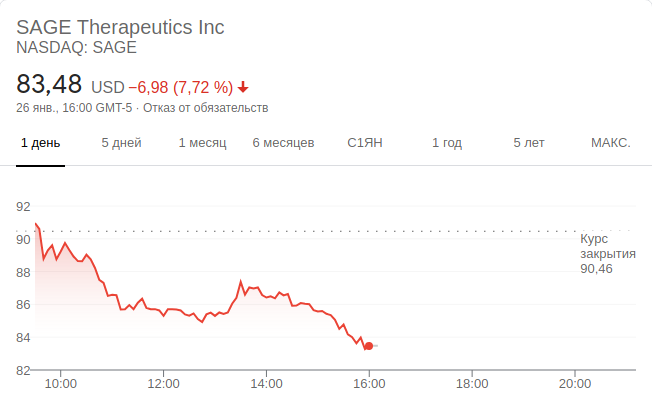 SAGE Therapeutics Inc
NASDAQ: SAGE
83,48 USD −6,98 (7,72 %)
26 янв., 16:00 GMT-5 · Отказ от обязательств
1 день 5 дней 1 месяц 6 месяцев С1ЯН 1 год 5 лет МАКС.
92
90
88
86
84
82
Курс
закрытия
90,46
10:00 12:00 14:00 16:00 18:00 20:00